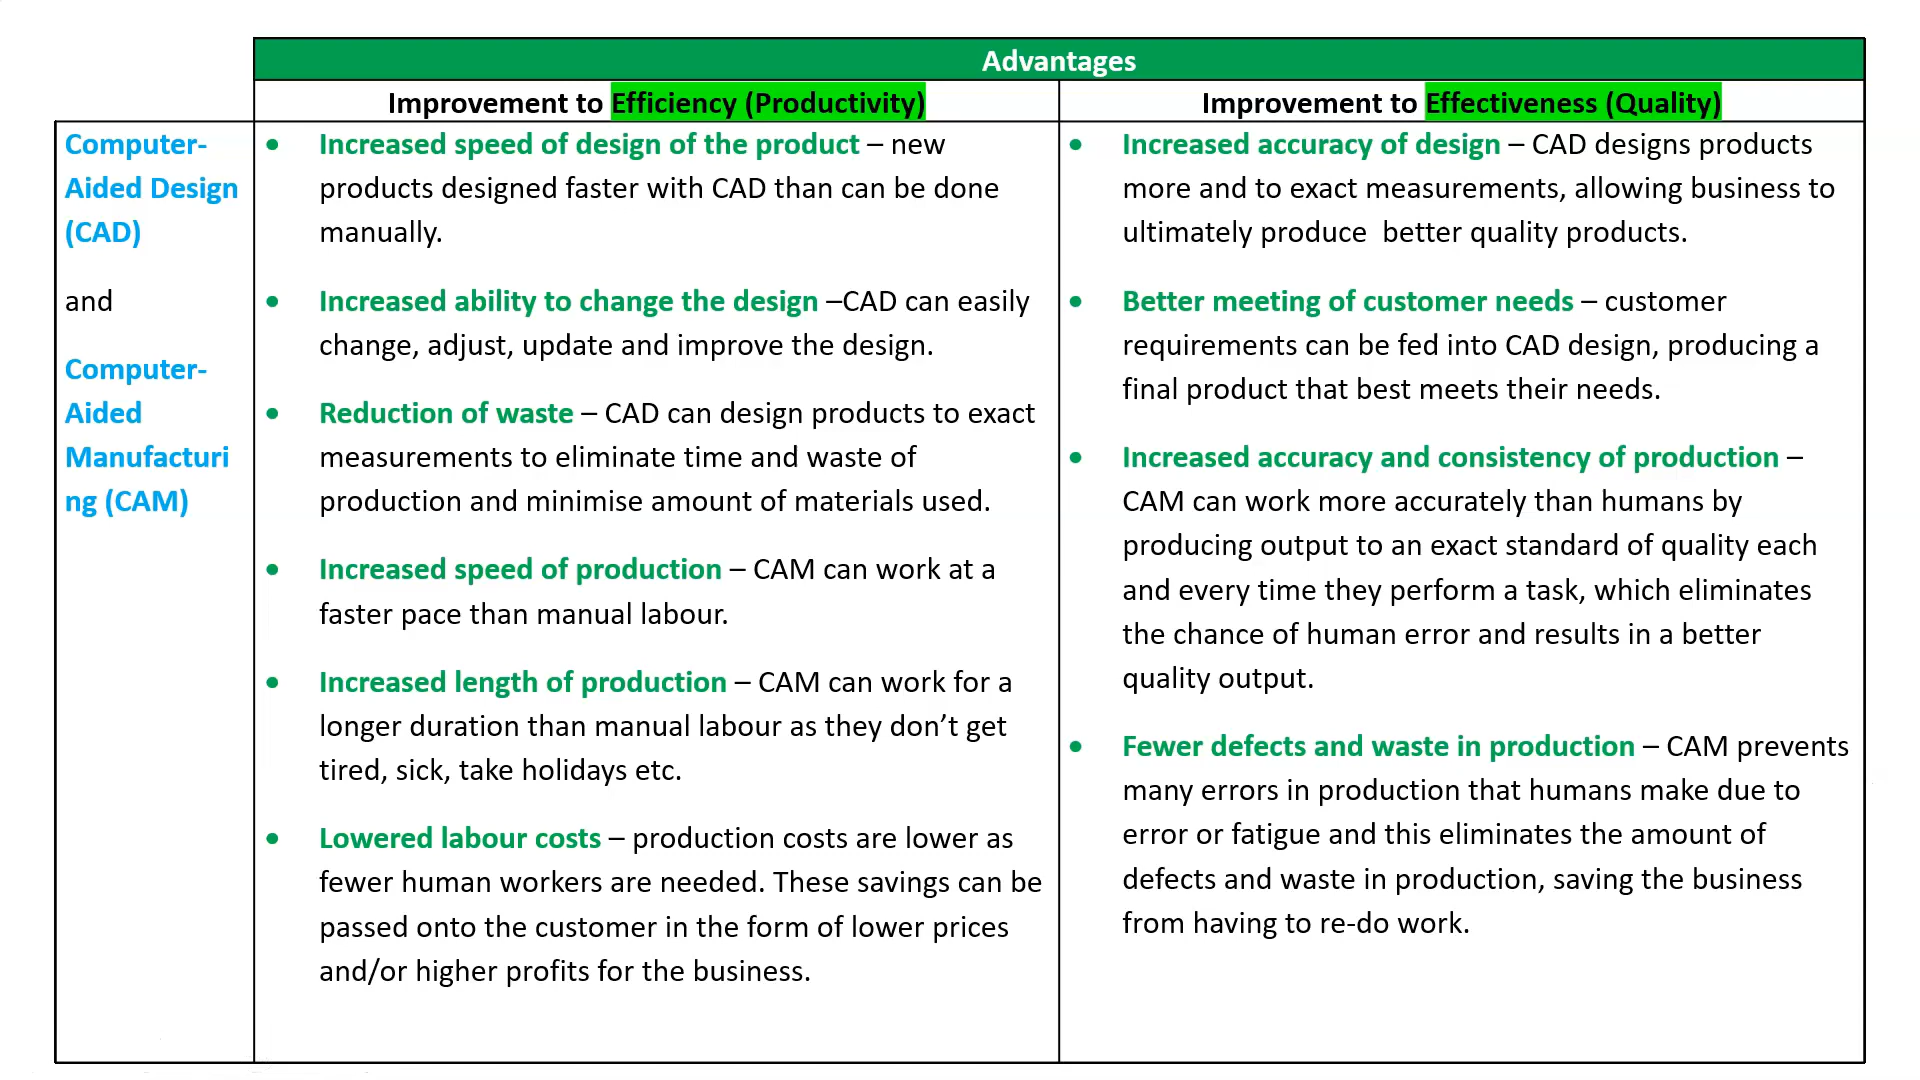 Advantages
Improvement to Efficiency (Productivity)
Improvement to Effectiveness (Quality)
Computer-
Aided Design
(CAD)
and
Computer-
Aided
Manufacturi
ng (CAM)
• Increased speed of design of the product – new
products designed faster with CAD than can be done
manually.
• Increased ability to change the design –CAD can easily
change, adjust, update and improve the design.
• Reduction of waste – CAD can design products to exact
measurements to eliminate time and waste of
production and minimise amount of materials used.
• Increased speed of production – CAM can work at a
faster pace than manual labour.
• Increased length of production – CAM can work for a
longer duration than manual labour as they don’t get
tired, sick, take holidays etc.
• Lowered labour costs – production costs are lower as
fewer human workers are needed. These savings can be
passed onto the customer in the form of lower prices
and/or higher profits for the business.
• Increased accuracy of design – CAD designs products
more and to exact measurements, allowing business to
ultimately produce  better quality products.
• Better meeting of customer needs – customer
requirements can be fed into CAD design, producing a
final product that best meets their needs.
• Increased accuracy and consistency of production –
CAM can work more accurately than humans by
producing output to an exact standard of quality each
and every time they perform a task, which eliminates
the chance of human error and results in a better
quality output.
• Fewer defects and waste in production – CAM prevents
many errors in production that humans make due to
error or fatigue and this eliminates the amount of
defects and waste in production, saving the business
from having to re-do work.